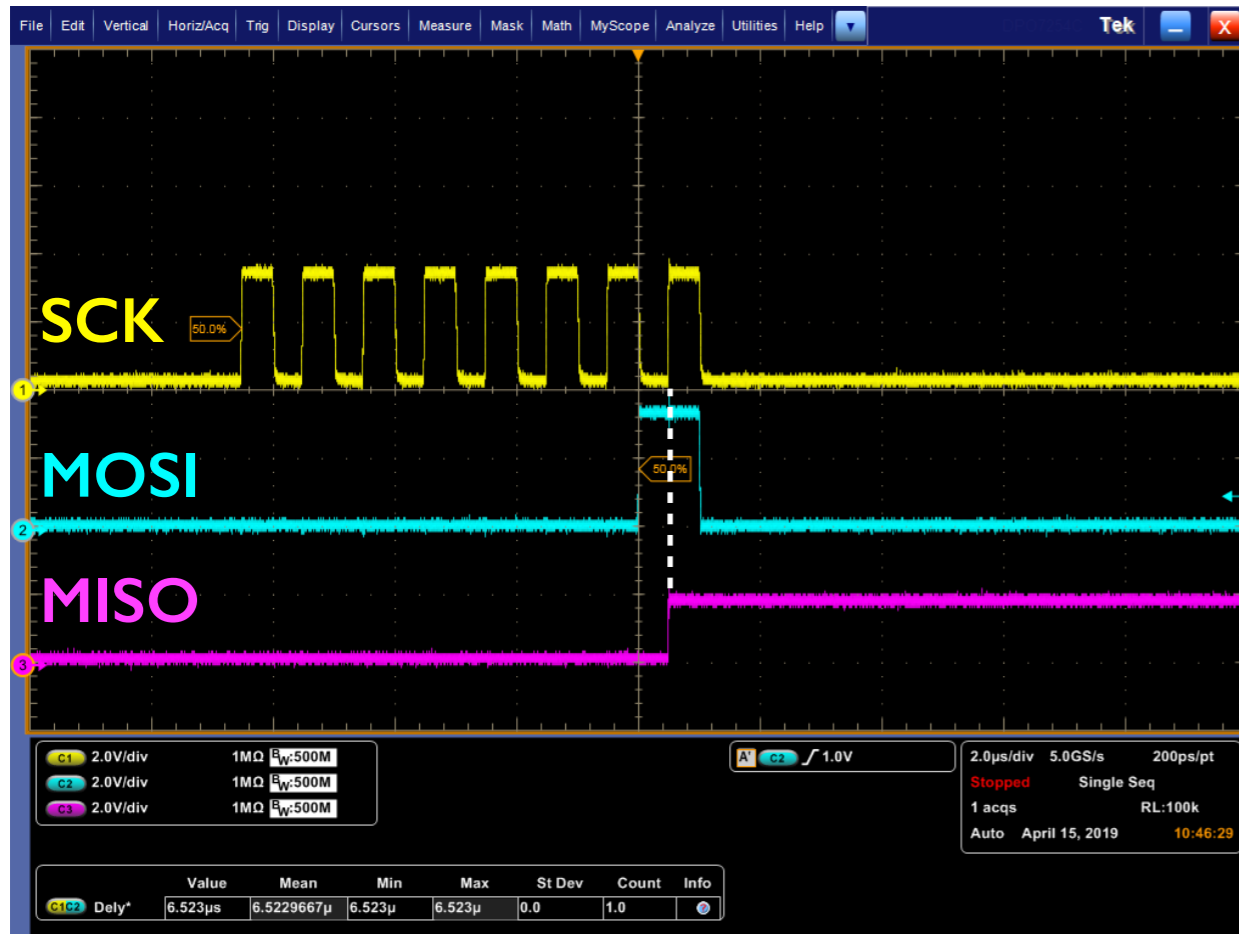 File Edit Vertical Horiz/Acq Trig Display Cursors Measure Mask Math MyScope Analyze Utilities Help Tek X
SCK
50.0%
1
MOSI
50.0%
2
MISO
3
C1 2.0V/div 1MΩ BW:500M
C2 2.0V/div 1MΩ BW:500M
C3 2.0V/div 1MΩ BW:500M
A' C2 1.0V
2.0µs/div 5.0GS/s 200ps/pt
Stopped Single Seq
1 acqs RL:100k
Auto April 15, 2019 10:46:29
Value Mean Min Max St Dev Count Info
C1C2 Dely* 6.523µs 6.5229667µ 6.523µ 6.523µ 0.0 1.0